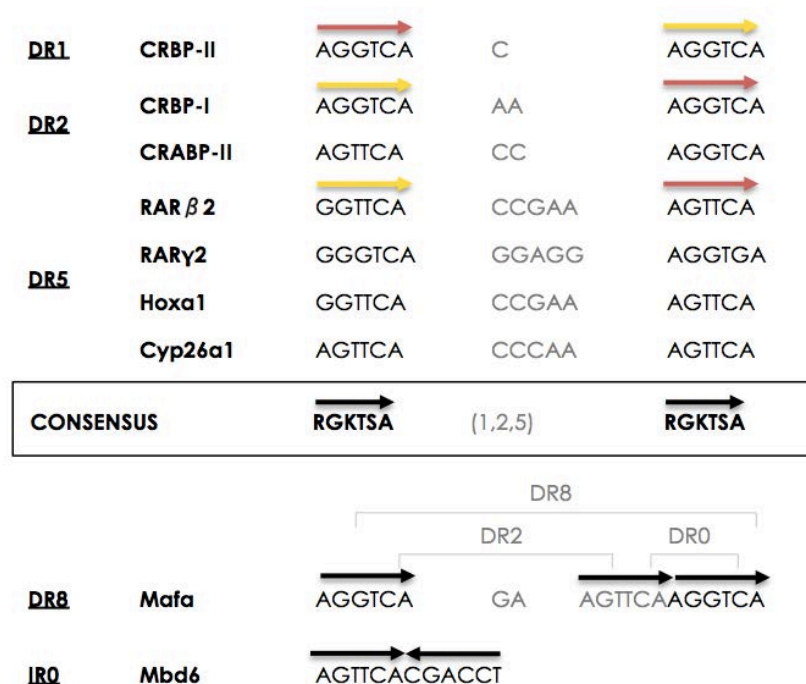 DR1 CRBP-II AGGTCA C AGGTCA
DR2 CRBP-I AGGTCA AA AGGTCA
CRABP-II AGTTCA CC AGGTCA
DR5 RARβ2 GGTTCA CCGAA AGTTCA
RARγ2 GGGTCA GGAGG AGGTGA
Hoxa1 GGTTCA CCGAA AGTTCA
Cyp26a1 AGTTCA CCCAA AGTTCA
CONSENSUS RGKTSA (1,2,5) RGKTSA
DR8
DR2 DR0
DR8 Mafa AGGTCA GA AGTTCAAGGTCA
IR0 Mbd6 AGTTCACGACCT